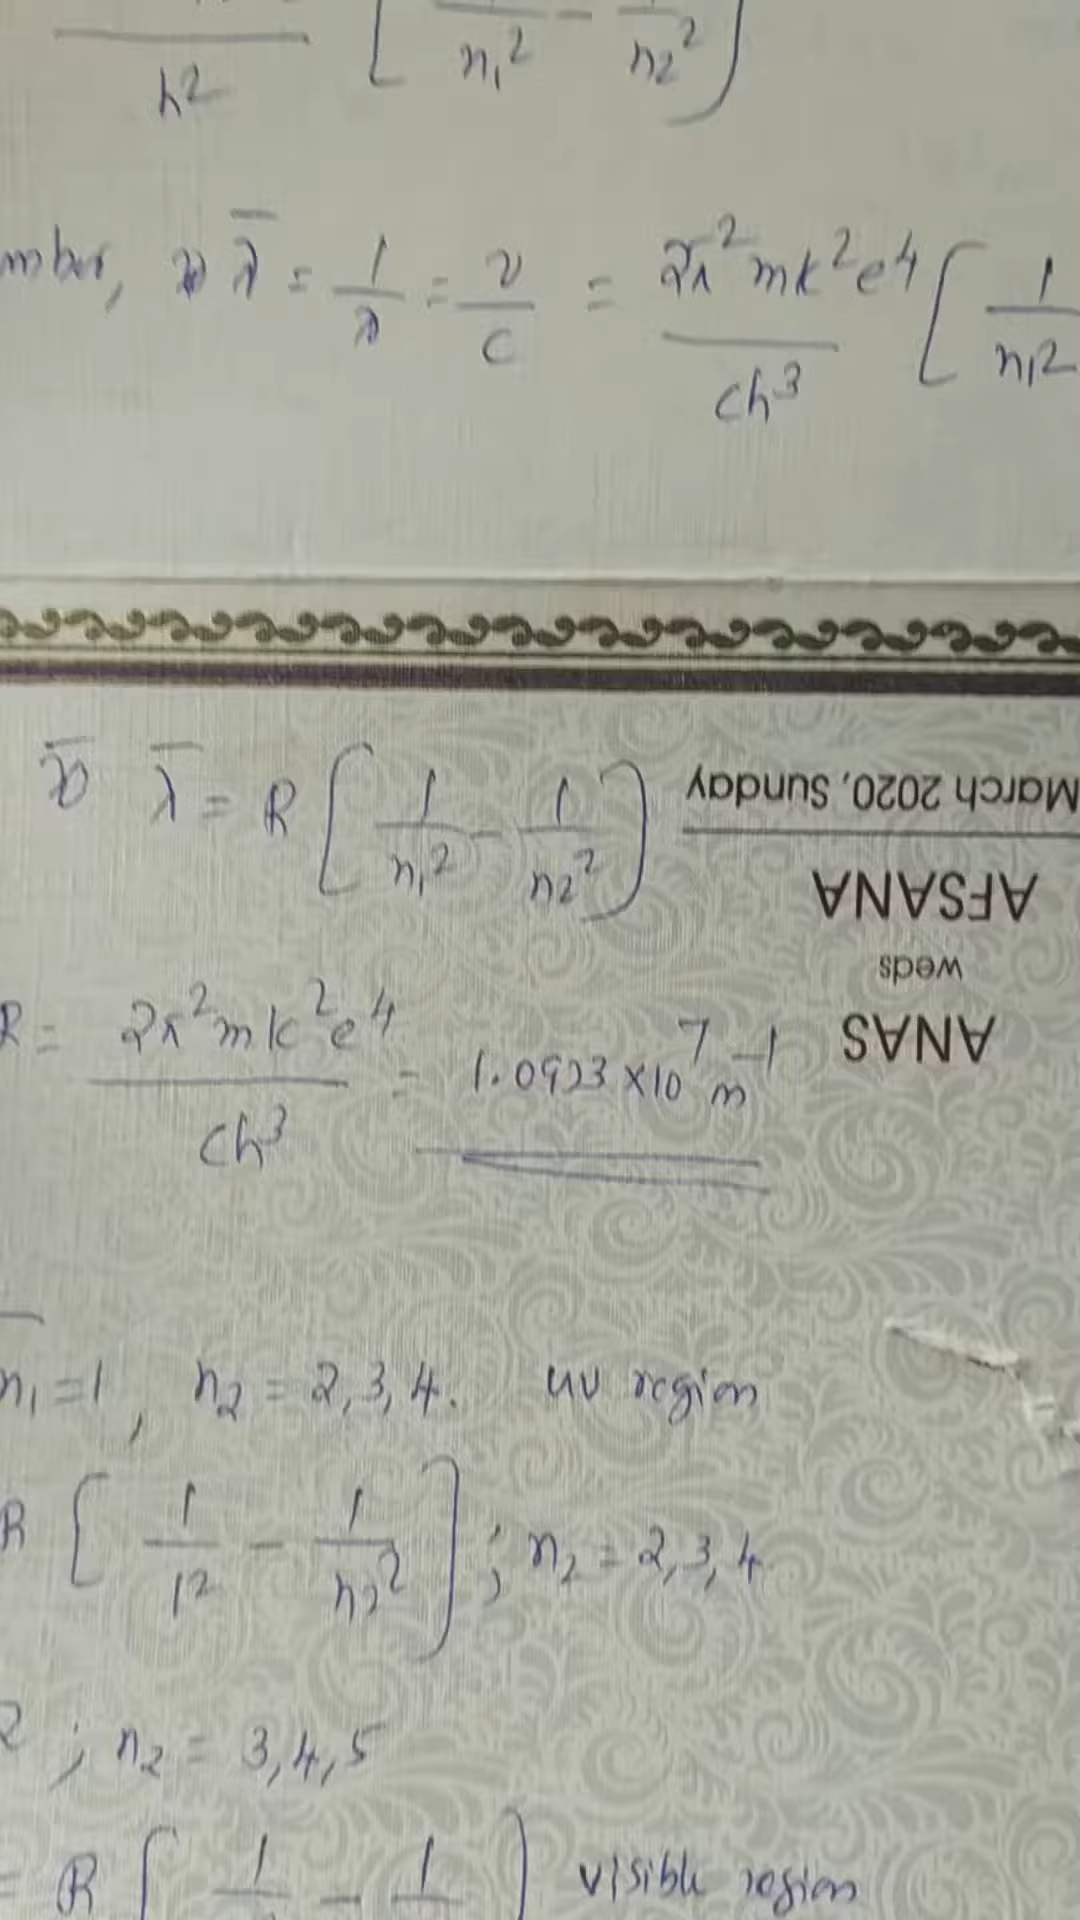 h² [ 1/n₁² - 1/n₂² ]
λ̄ = 1/λ = ν/c = 2π²mk²e⁴/ch³ [ 1/n₁²
λ̄ = R [ 1/n₁² - 1/n₂² ]
March 2020, Sunday
AFSANA
weds
ANAS
R = 2π²mk²e⁴/ch³ = 1.0973 × 10⁷ m⁻¹
n₁ = 1, n₂ = 2, 3, 4. uv region
R [ 1/1² - 1/n₂² ] ; n₂ = 2, 3, 4
; n₂ = 3, 4, 5
= R [ 1 - 1 ] visible region